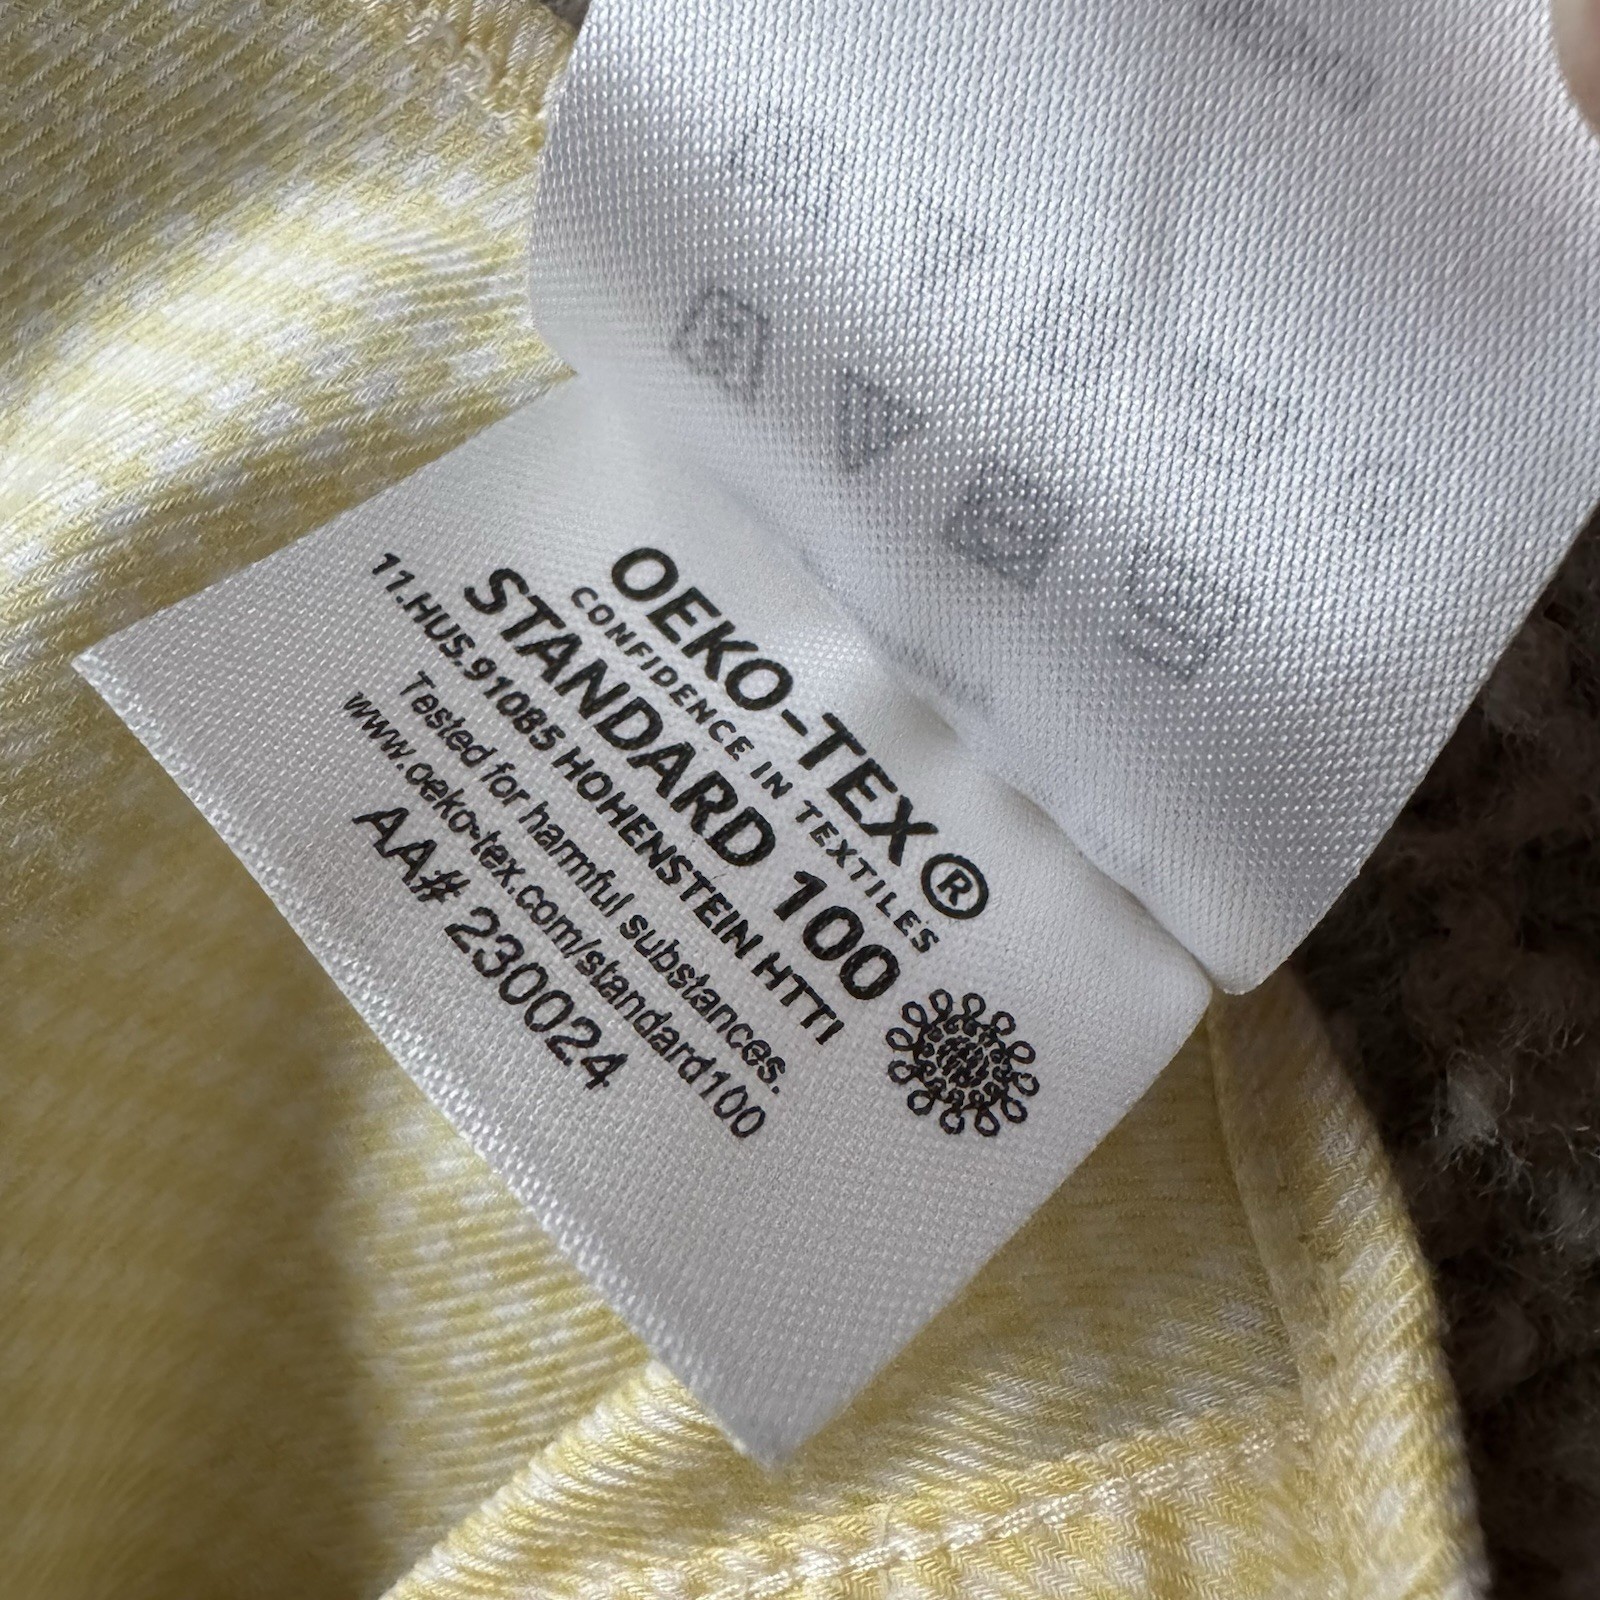 OEKO-TEX®
CONFIDENCE IN TEXTILES
STANDARD 100
11.HUS.91085 HOHENSTEIN HTTI
Tested for harmful substances.
www.oeko-tex.com/standard100
AA# 230024